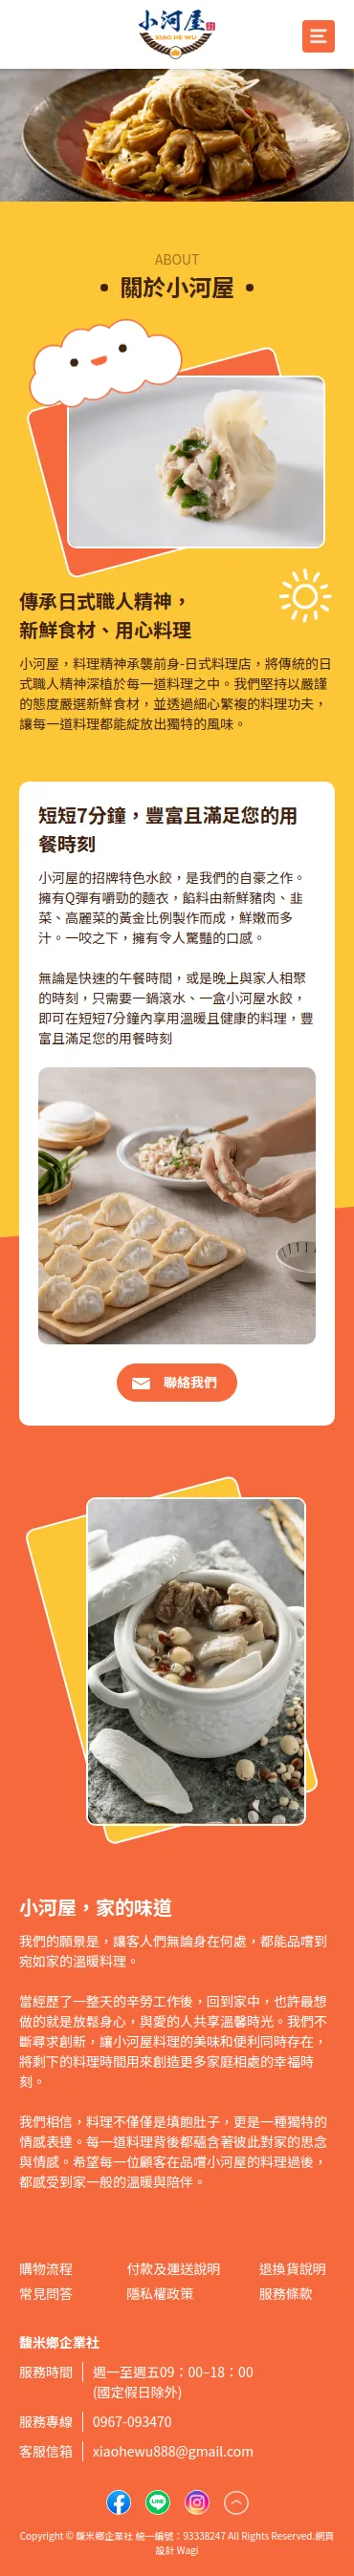 小河屋
XIAO HE WU
ABOUT
關於小河屋
傳承日式職人精神，
新鮮食材、用心料理
小河屋，料理精神承襲前身-日式料理店，將傳統的日
式職人精神深植於每一道料理之中。我們堅持以嚴謹
的態度嚴選新鮮食材，並透過細心繁複的料理功夫，
讓每一道料理都能綻放出獨特的風味。
短短7分鐘，豐富且滿足您的用
餐時刻
小河屋的招牌特色水餃，是我們的自豪之作。
擁有Q彈有嚼勁的麵衣，餡料由新鮮豬肉、韭
菜、高麗菜的黃金比例製作而成，鮮嫩而多
汁。一咬之下，擁有令人驚豔的口感。
無論是快速的午餐時間，或是晚上與家人相聚
的時刻，只需要一鍋滾水、一盒小河屋水餃，
即可在短短7分鐘內享用溫暖且健康的料理，豐
富且滿足您的用餐時刻
聯絡我們
小河屋，家的味道
我們的願景是，讓客人們無論身在何處，都能品嚐到
宛如家的溫暖料理。
當經歷了一整天的辛勞工作後，回到家中，也許最想
做的就是放鬆身心，與愛的人共享溫馨時光。我們不
斷尋求創新，讓小河屋料理的美味和便利同時存在，
將剩下的料理時間用來創造更多家庭相處的幸福時
刻。
我們相信，料理不僅僅是填飽肚子，更是一種獨特的
情感表達。每一道料理背後都蘊含著彼此對家的思念
與情感。希望每一位顧客在品嚐小河屋的料理過後，
都感受到家一般的溫暖與陪伴。
購物流程 付款及運送說明 退換貨說明
常見問答 隱私權政策 服務條款
馥米鄉企業社
服務時間 週一至週五09：00–18：00
(國定假日除外)
服務專線 0967-093470
客服信箱 xiaohewu888@gmail.com
LINE
Copyright © 馥米鄉企業社 統一編號：93338247 All Rights Reserved.網頁
設計 Wagi